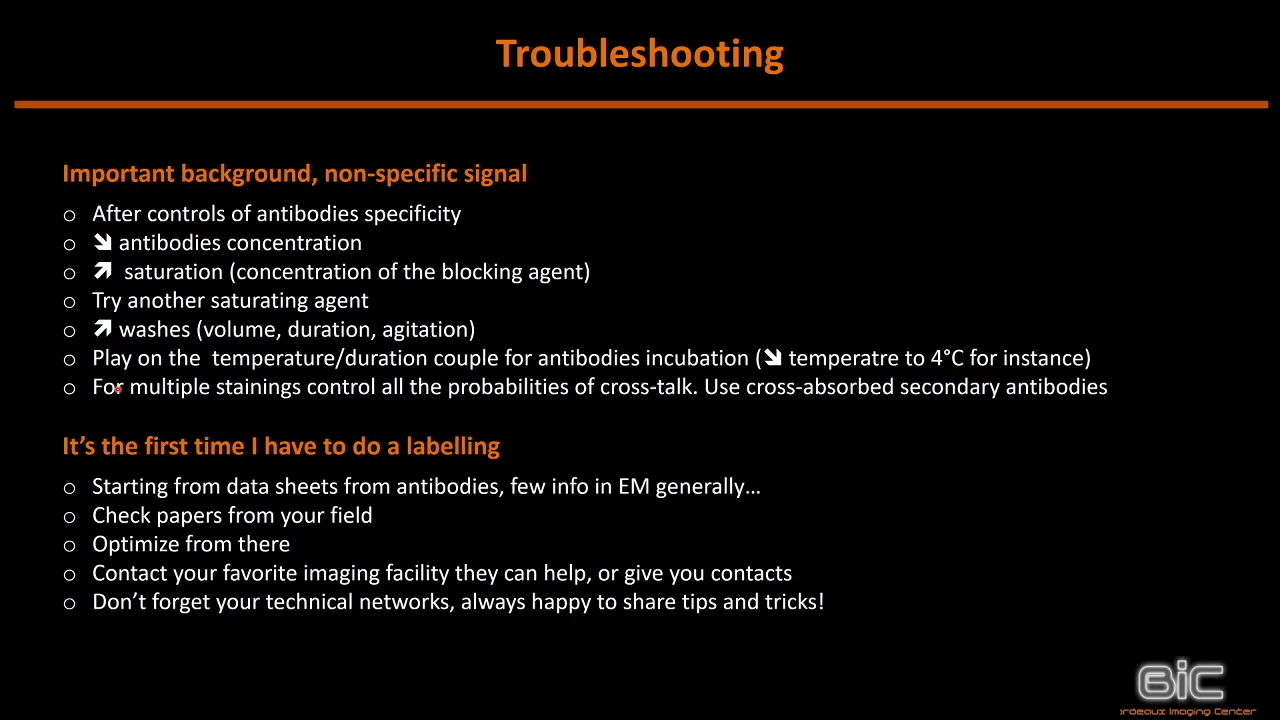 Troubleshooting
Important background, non-specific signal
o After controls of antibodies specificity
o ➘ antibodies concentration
o ➚ saturation (concentration of the blocking agent)
o Try another saturating agent
o ➚ washes (volume, duration, agitation)
o Play on the temperature/duration couple for antibodies incubation (➘ temperatre to 4°C for instance)
o For multiple stainings control all the probabilities of cross-talk. Use cross-absorbed secondary antibodies
It's the first time I have to do a labelling
o Starting from data sheets from antibodies, few info in EM generally…
o Check papers from your field
o Optimize from there
o Contact your favorite imaging facility they can help, or give you contacts
o Don't forget your technical networks, always happy to share tips and tricks!
BIC
ordeaux Imaging Center